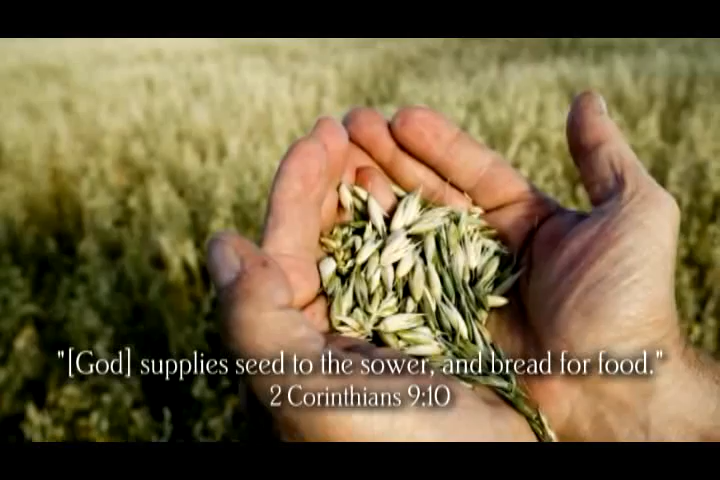 "[God] supplies seed to the sower, and bread for food."
2 Corinthians 9:10